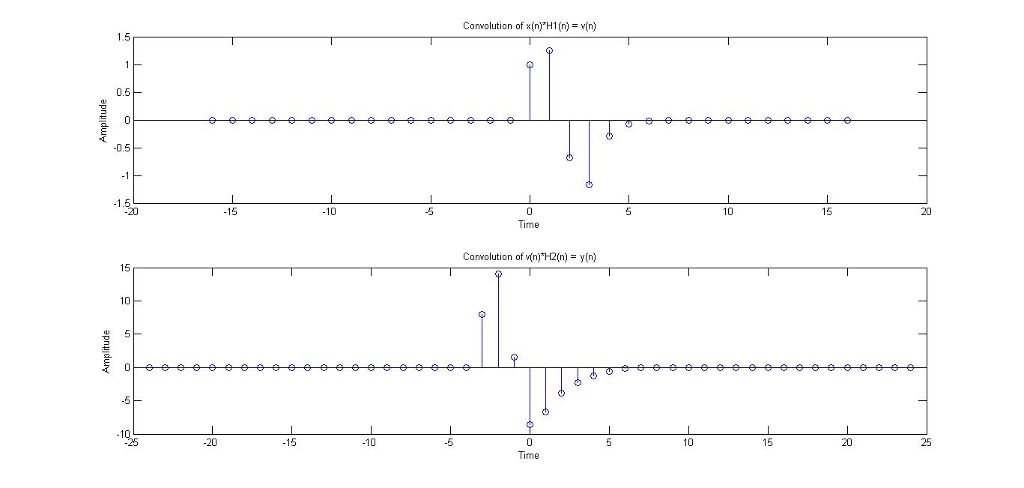 Convolution of x(n)*H1(n) = v(n)
1.5
1
0.5
0
-0.5
-1
-1.5
Amplitude
-20 -15 -10 -5 0 5 10 15 20
Time
Convolution of v(n)*H2(n) = y(n)
15
10
5
0
-5
-10
Amplitude
-25 -20 -15 -10 -5 0 5 10 15 20 25
Time